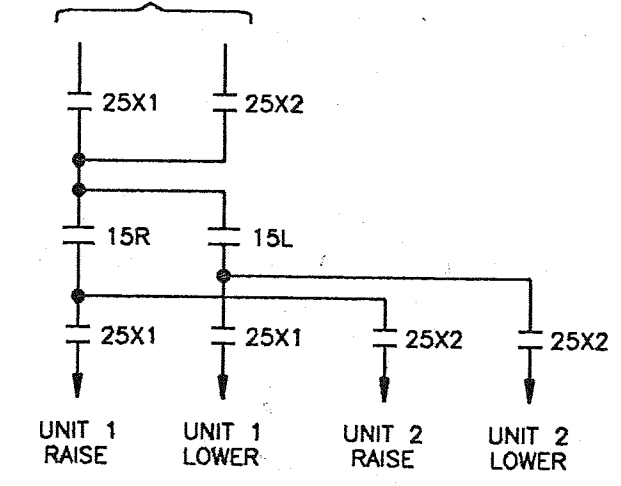 25X1 25X2
15R 15L
25X1 25X1 25X2 25X2
UNIT 1 UNIT 1 UNIT 2 UNIT 2
RAISE LOWER RAISE LOWER